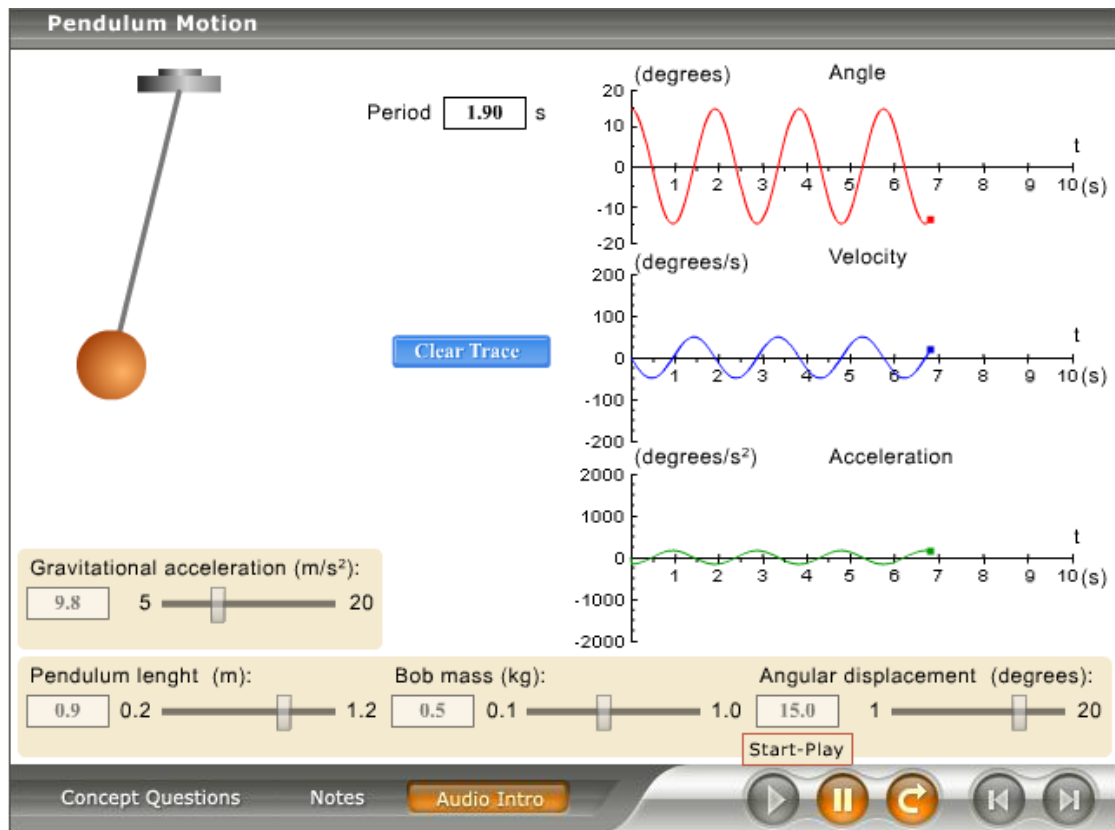 Pendulum Motion
Period 1.90 s
Clear Trace
(degrees) Angle
20
10
0
-10
-20
1 2 3 4 5 6 7 8 9 10 (s)
t
(degrees/s) Velocity
200
100
0
-100
-200
1 2 3 4 5 6 7 8 9 10 (s)
t
(degrees/s²) Acceleration
2000
1000
0
-1000
-2000
1 2 3 4 5 6 7 8 9 10 (s)
t
Gravitational acceleration (m/s²):
9.8 5 20
Pendulum lenght (m):
0.9 0.2 1.2
Bob mass (kg):
0.5 0.1 1.0
Angular displacement (degrees):
15.0 1 20
Start-Play
Concept Questions Notes Audio Intro